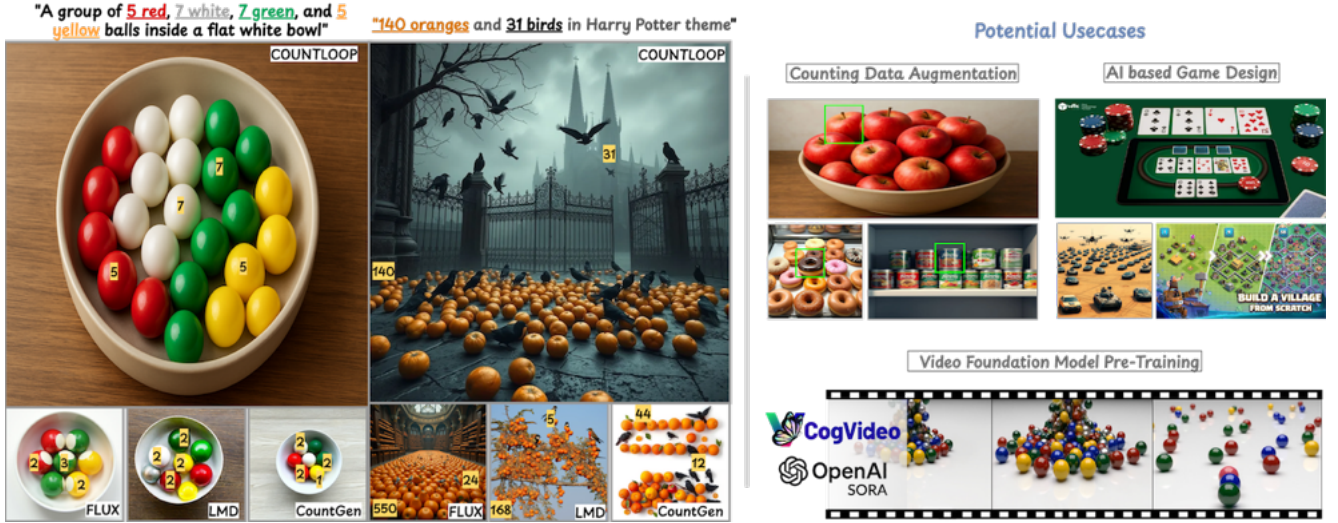 "A group of 5 red, 7 white, 7 green, and 5
yellow balls inside a flat white bowl"
COUNTLOOP
7
7
5
5
2
3
2
FLUX
2
2
2
2
LMD
2
2
2
1
CountGen
"140 oranges and 31 birds in Harry Potter theme"
COUNTLOOP
31
140
24
550
FLUX
5
168
LMD
44
12
CountGen
Potential Usecases
Counting Data Augmentation
AI based Game Design
BUILD A VILLAGE
FROM SCRATCH
Video Foundation Model Pre-Training
CogVideo
OpenAI
SORA